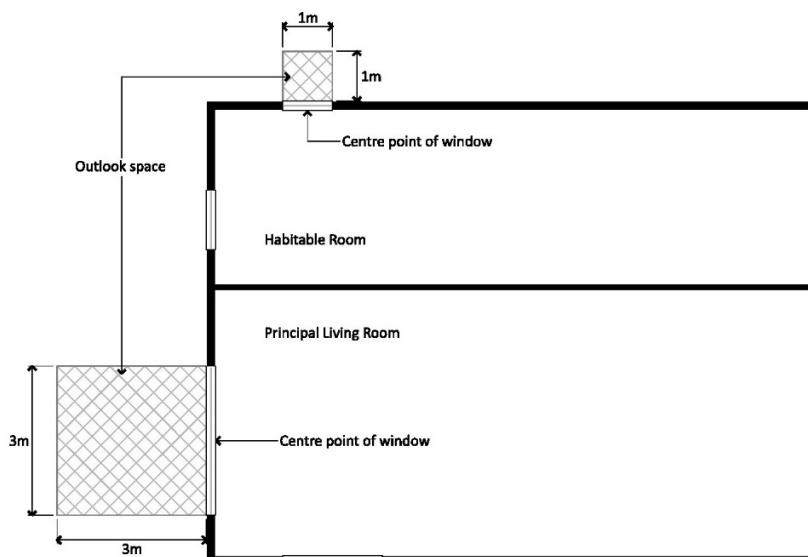 1m
1m
Centre point of window
Outlook space
Habitable Room
Principal Living Room
3m
Centre point of window
3m